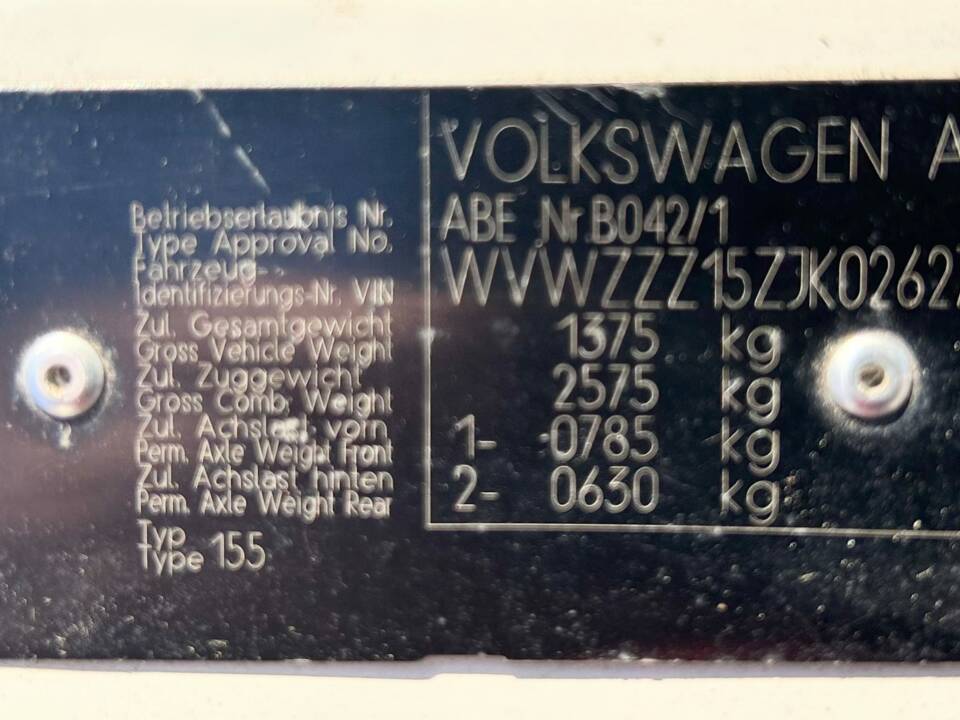 VOLKSWAGEN A
Betriebserlaubnis Nr.
Type Approval No.
ABE Nr.B042/1
Fahrzeug-
Identifizierungs-Nr. VIN
WVWZZZ15ZJK02627
Zul. Gesamtgewicht
Gross Vehicle Weight
1375 kg
Zul. Zuggewicht
Gross Comb. Weight
2575 kg
Zul. Achslast vorn
Perm. Axle Weight Front
1- 0785 kg
Zul. Achslast hinten
Perm. Axle Weight Rear
2- 0630 kg
Typ
Type 155